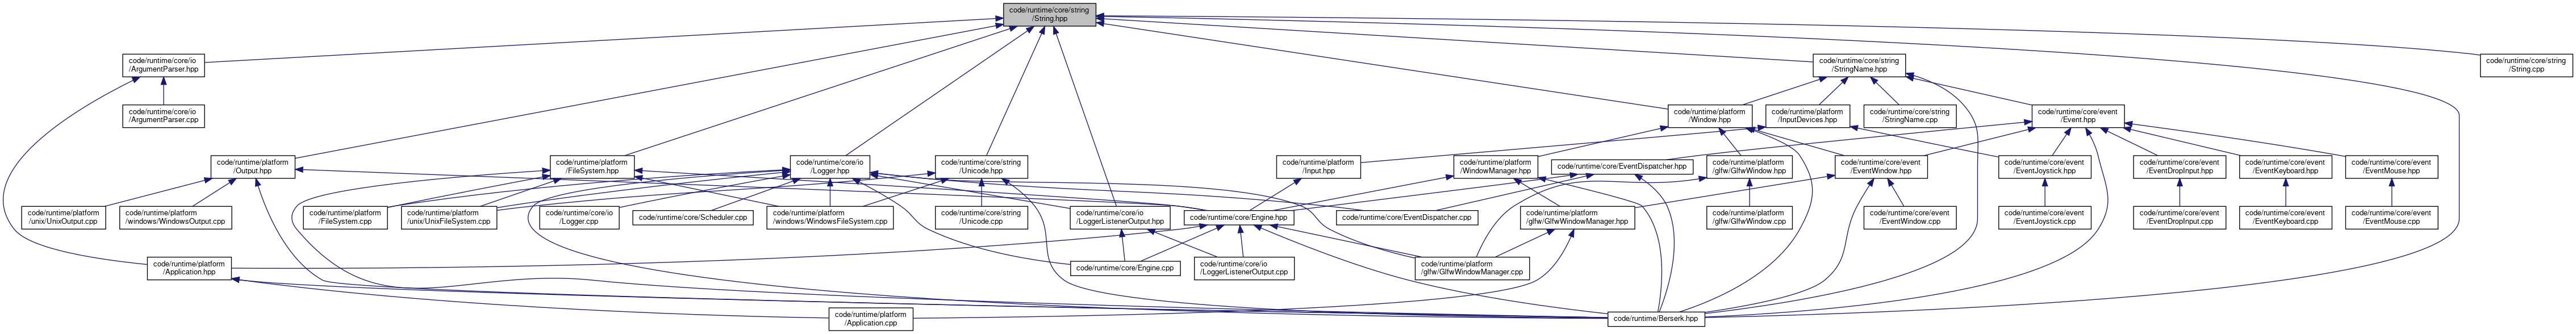 code/runtime/core/string
/String.hpp
code/runtime/core/io
/ArgumentParser.hpp
code/runtime/core/string
/StringName.hpp
code/runtime/core/string
/String.cpp
code/runtime/core/io
/ArgumentParser.cpp
code/runtime/platform
/Window.hpp
code/runtime/platform
/InputDevices.hpp
code/runtime/core/string
/StringName.cpp
code/runtime/core/event
/Event.hpp
code/runtime/platform
/Output.hpp
code/runtime/platform
/FileSystem.hpp
code/runtime/core/io
/Logger.hpp
code/runtime/core/string
/Unicode.hpp
code/runtime/platform
/Input.hpp
code/runtime/platform
/WindowManager.hpp
code/runtime/core/EventDispatcher.hpp
code/runtime/platform
/glfw/GlfwWindow.hpp
code/runtime/core/event
/EventWindow.hpp
code/runtime/core/event
/EventJoystick.hpp
code/runtime/core/event
/EventDropInput.hpp
code/runtime/core/event
/EventKeyboard.hpp
code/runtime/core/event
/EventMouse.hpp
code/runtime/platform
/unix/UnixOutput.cpp
code/runtime/platform
/windows/WindowsOutput.cpp
code/runtime/platform
/FileSystem.cpp
code/runtime/platform
/unix/UnixFileSystem.cpp
code/runtime/core/io
/Logger.cpp
code/runtime/core/Scheduler.cpp
code/runtime/platform
/windows/WindowsFileSystem.cpp
code/runtime/core/string
/Unicode.cpp
code/runtime/core/io
/LoggerListenerOutput.hpp
code/runtime/core/Engine.hpp
code/runtime/core/EventDispatcher.cpp
code/runtime/platform
/glfw/GlfwWindowManager.hpp
code/runtime/platform
/glfw/GlfwWindow.cpp
code/runtime/core/event
/EventWindow.cpp
code/runtime/core/event
/EventJoystick.cpp
code/runtime/core/event
/EventDropInput.cpp
code/runtime/core/event
/EventKeyboard.cpp
code/runtime/core/event
/EventMouse.cpp
code/runtime/platform
/Application.hpp
code/runtime/core/Engine.cpp
code/runtime/core/io
/LoggerListenerOutput.cpp
code/runtime/platform
/glfw/GlfwWindowManager.cpp
code/runtime/platform
/Application.cpp
code/runtime/Berserk.hpp